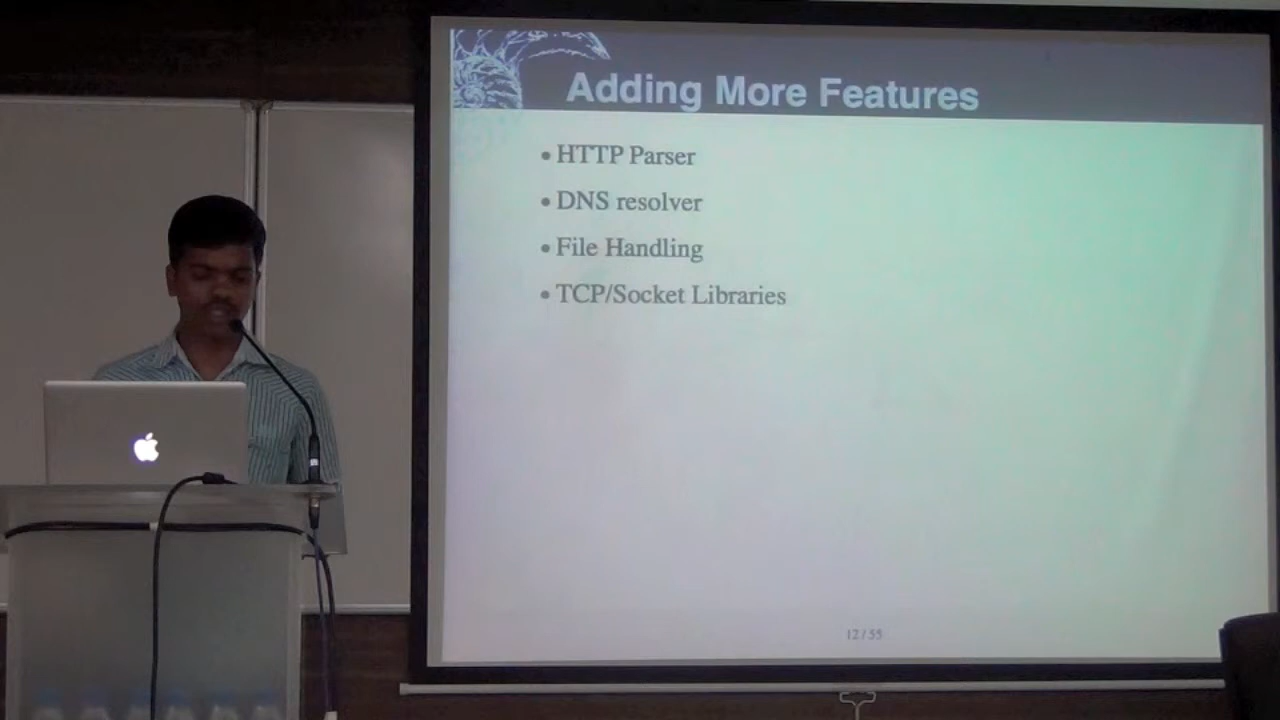 Adding More Features
• HTTP Parser
• DNS resolver
• File Handling
• TCP/Socket Libraries
12 / 55